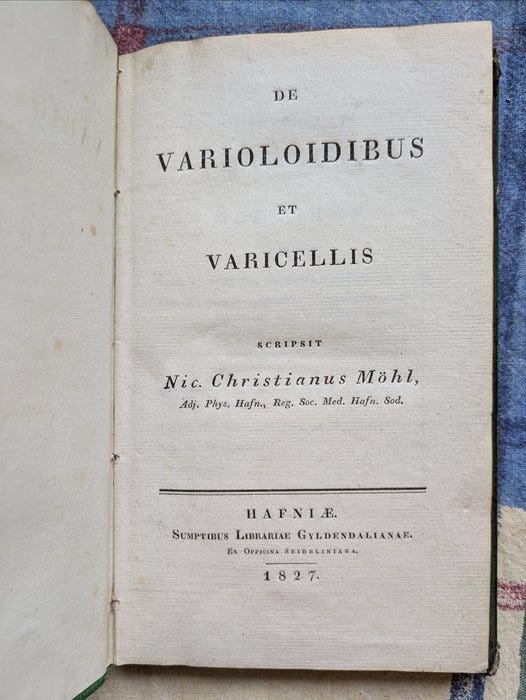 DE
VARIOLOIDIBUS
ET
VARICELLIS
SCRIPSIT
Nic. Christianus Möhl,
Adj. Phys. Hafn., Reg. Soc. Med. Hafn. Sod.
HAFNIÆ.
SUMPTIBUS LIBRARIAE GYLDENDALIANAE.
EX OFFICINA SEIDELINIANA.
1827.